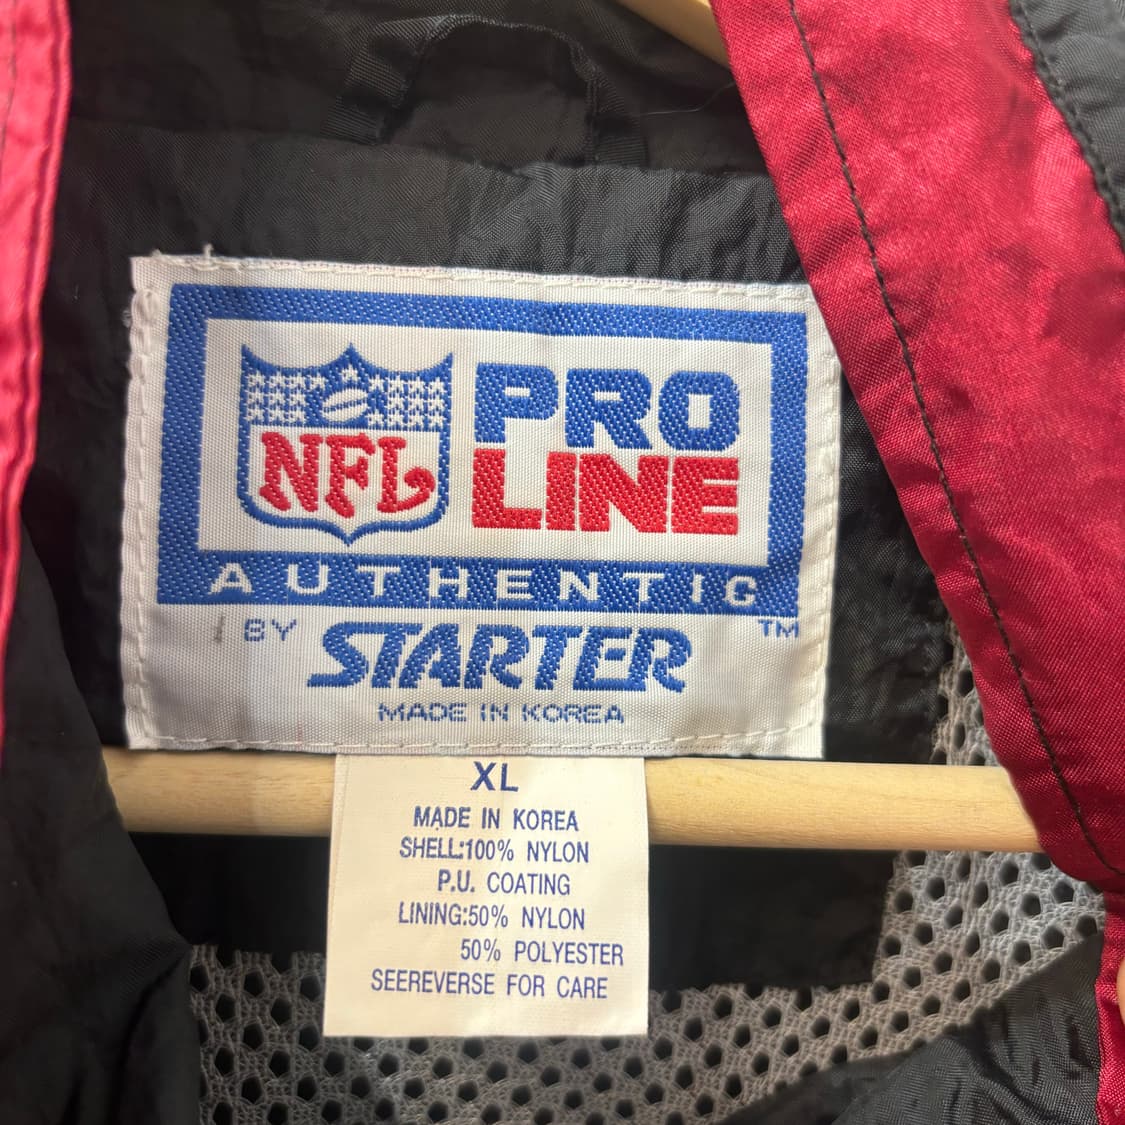 NFL
PRO
LINE
AUTHENTIC
BY STARTER TM
MADE IN KOREA
XL
MADE IN KOREA
SHELL:100% NYLON
P.U. COATING
LINING:50% NYLON
50% POLYESTER
SEEREVERSE FOR CARE